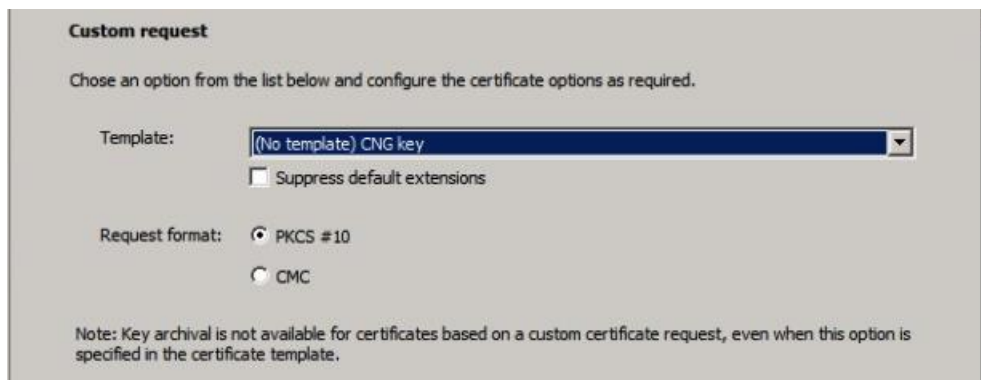 Custom request
Chose an option from the list below and configure the certificate options as required.
Template:
(No template) CNG key
Suppress default extensions
Request format:
PKCS #10
CMC
Note: Key archival is not available for certificates based on a custom certificate request, even when this option is
specified in the certificate template.